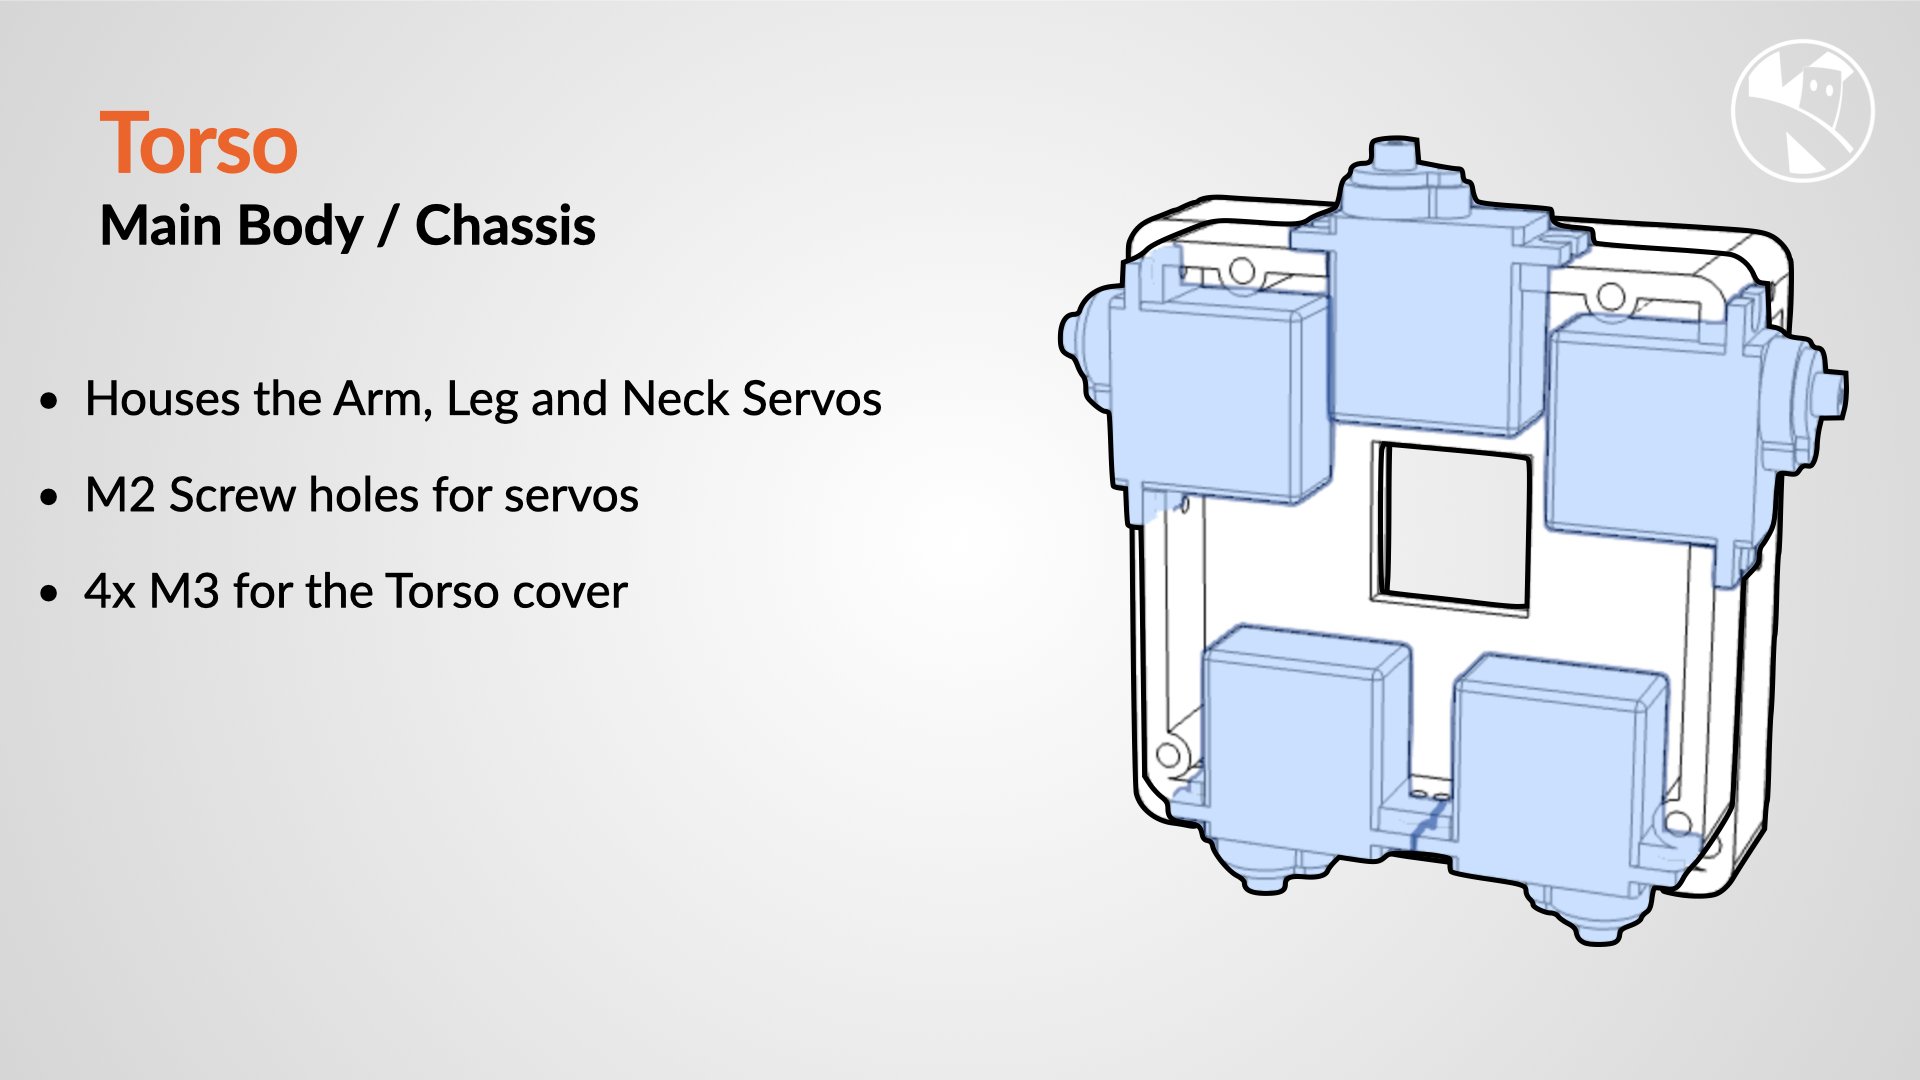 Torso
Main Body / Chassis
• Houses the Arm, Leg and Neck Servos
• M2 Screw holes for servos
• 4x M3 for the Torso cover